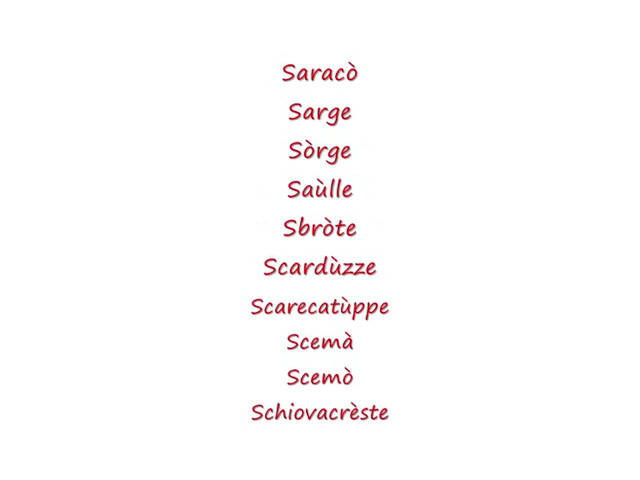 Saracò
Sarge
Sòrge
Saùlle
Sbròte
Scardùzze
Scarecatùppe
Scemà
Scemò
Schiovacrèste